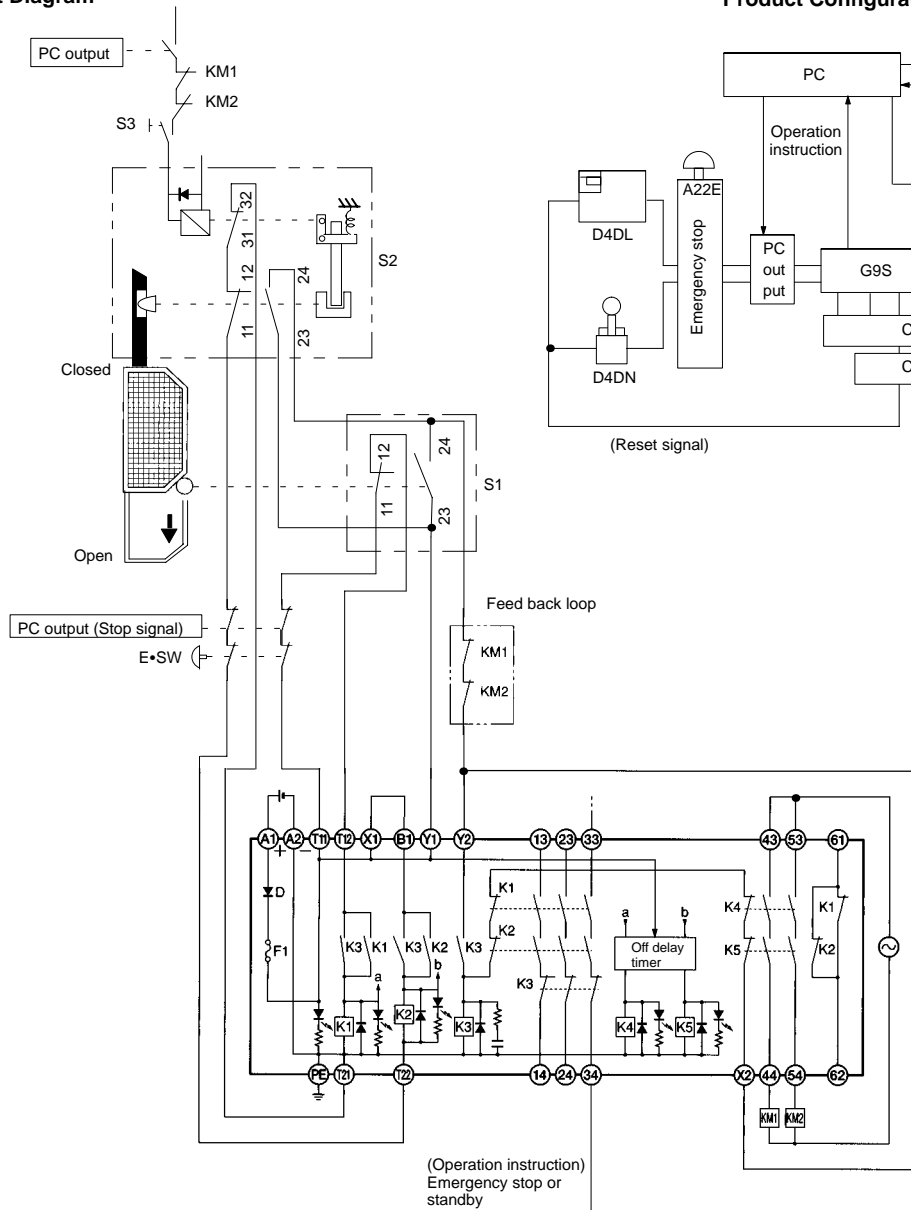 Diagram
Product Configura
PC output
KM1
KM2
S3
32
31
12
11
24
23
S2
Closed
Open
12
11
24
23
S1
PC output (Stop signal)
E•SW
Feed back loop
KM1
KM2
PC
Operation
instruction
A22E
Emergency stop
D4DL
D4DN
PC
out
put
G9S
(Reset signal)
A1
A2
T11
T12
X1
B1
Y1
Y2
13
23
33
43
53
61
+
−
D
F1
K3
K1
K3
K2
K3
K1
K2
K3
a
b
a
b
Off delay
timer
K4
K5
K1
K2
K1
K2
K3
K4
K5
PE
T21
T22
14
24
34
X2
44
54
62
KM1
KM2
(Operation instruction)
Emergency stop or
standby